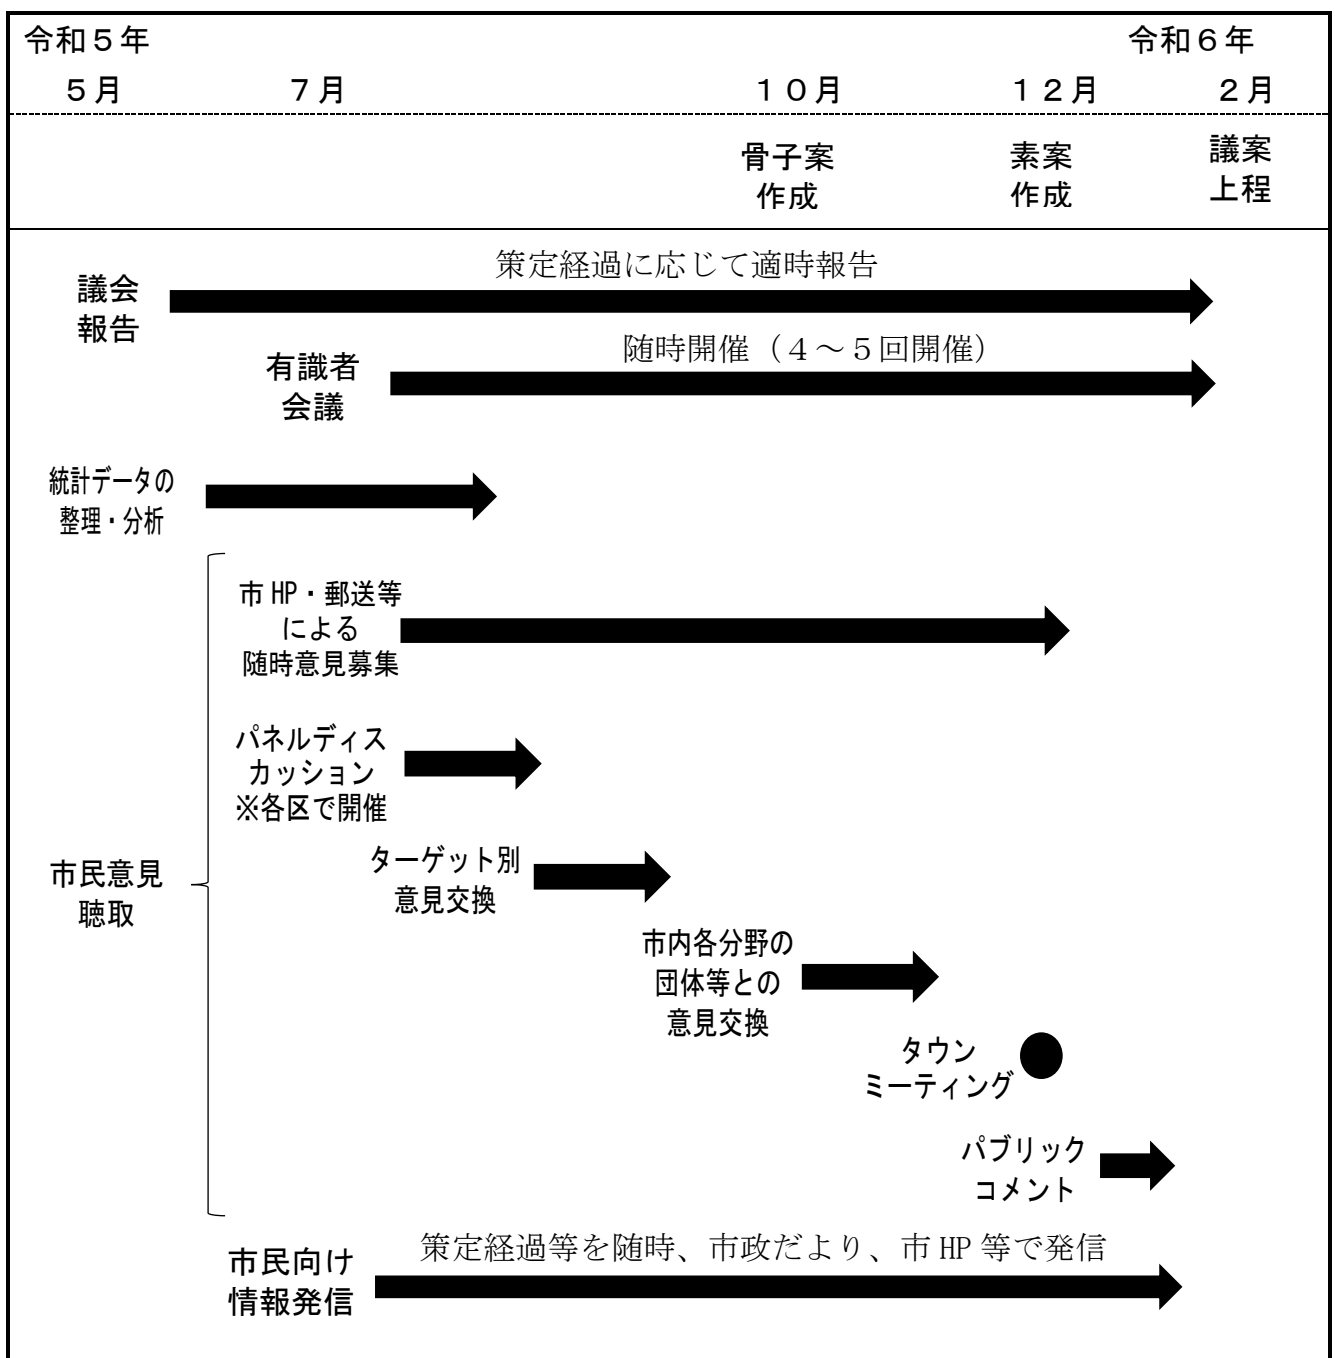 令和５年
令和６年
５月
７月
１０月
１２月
２月
骨子案
作成
素案
作成
議案
上程
議会
報告
策定経過に応じて適時報告
有識者
会議
随時開催（４～５回開催）
統計データの
整理・分析
市民意見
聴取
市 HP・郵送等
による
随時意見募集
パネルディス
カッション
※各区で開催
ターゲット別
意見交換
市内各分野の
団体等との
意見交換
タウン
ミーティング
パブリック
コメント
市民向け
情報発信
策定経過等を随時、市政だより、市 HP 等で発信